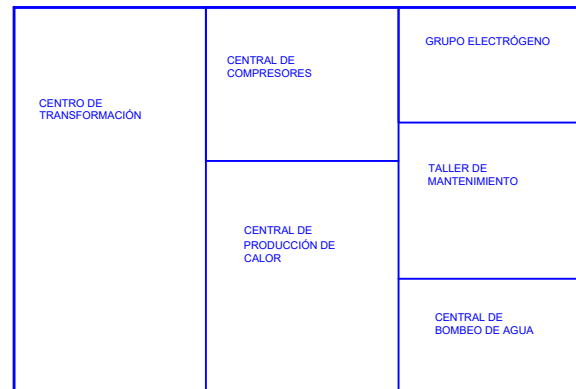 CENTRO DE
TRANSFORMACIÓN
CENTRAL DE
COMPRESORES
CENTRAL DE
PRODUCCIÓN DE
CALOR
GRUPO ELECTRÓGENO
TALLER DE
MANTENIMIENTO
CENTRAL DE
BOMBEO DE AGUA